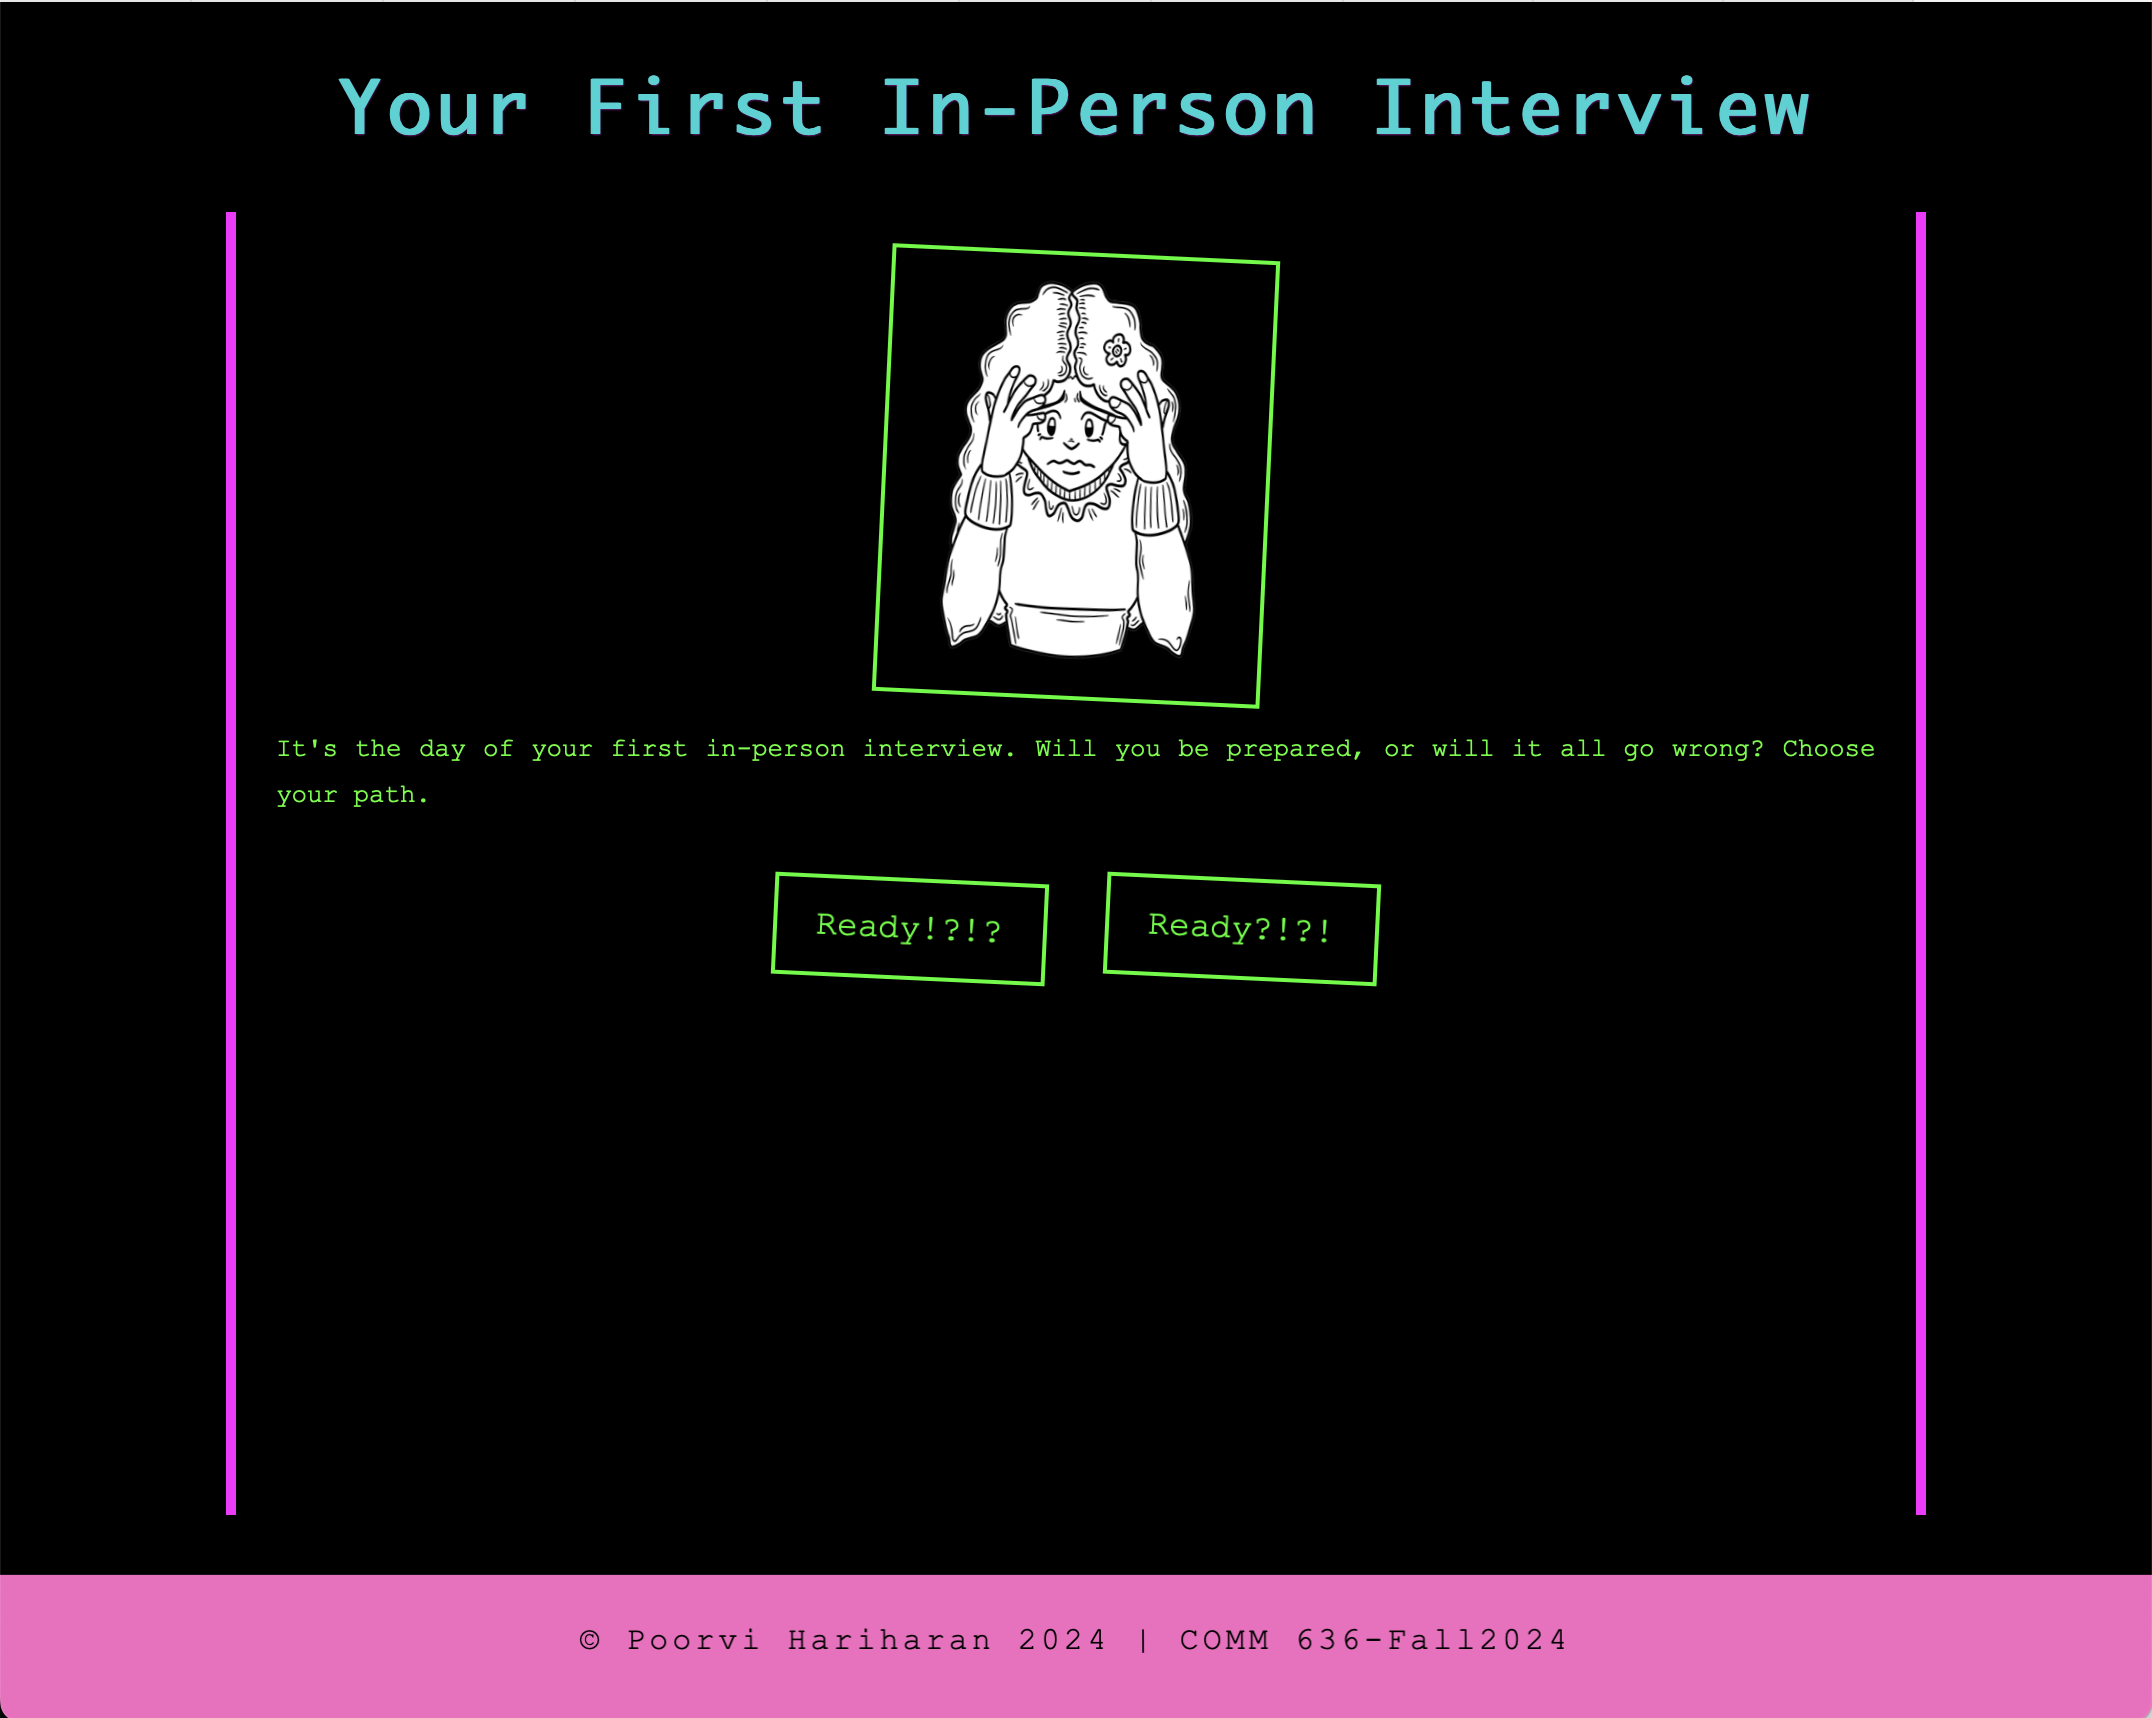 Your First In-Person Interview
It's the day of your first in-person interview. Will you be prepared, or will it all go wrong? Choose
your path.
Ready!?!?
Ready?!?!
© Poorvi Hariharan 2024 | COMM 636-Fall2024